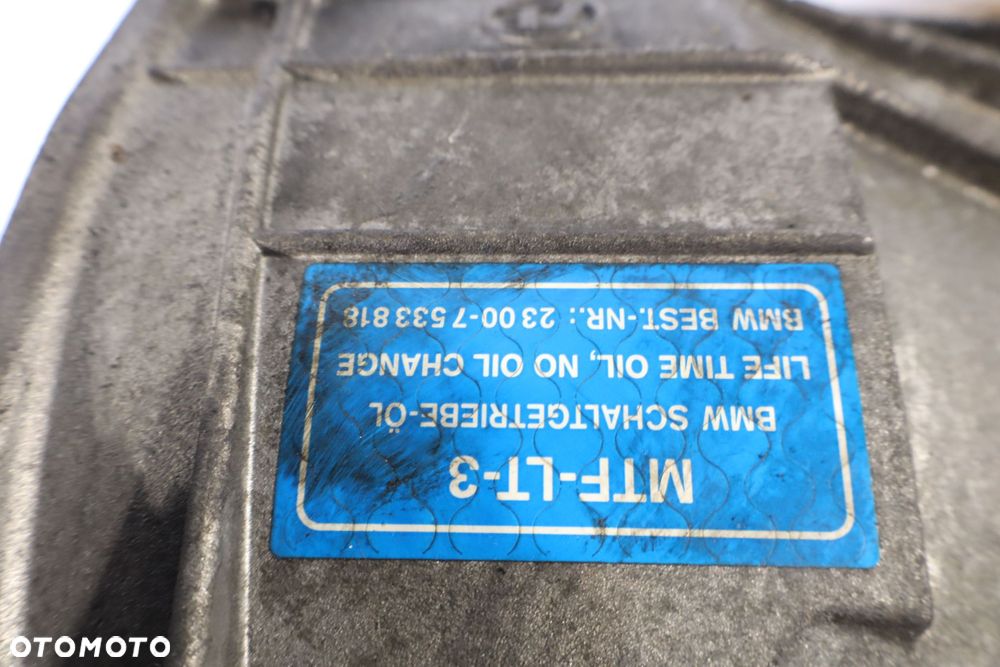 MTF-LT-3
BMW SCHALTGETRIEBE-ÖL
LIFE TIME OIL, NO OIL CHANGE
BMW BEST.-NR.: 23 00-7 533 818
OTOMOTO